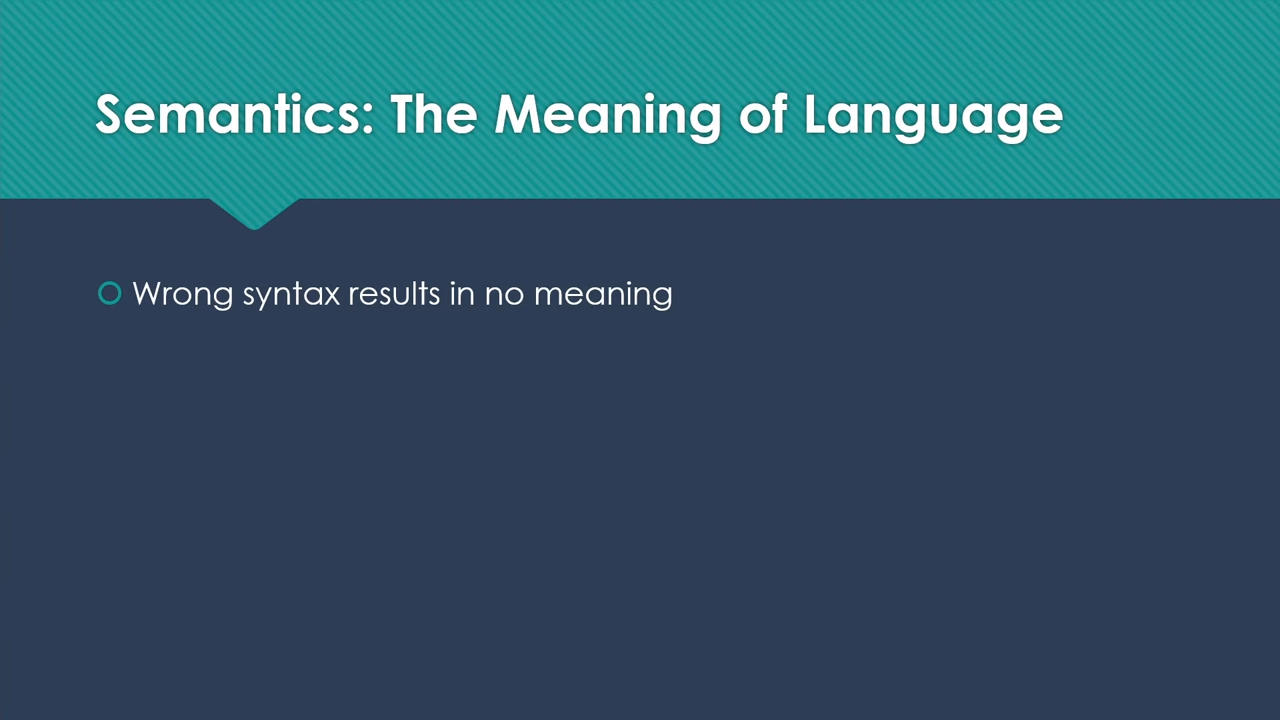 Semantics: The Meaning of Language
Wrong syntax results in no meaning